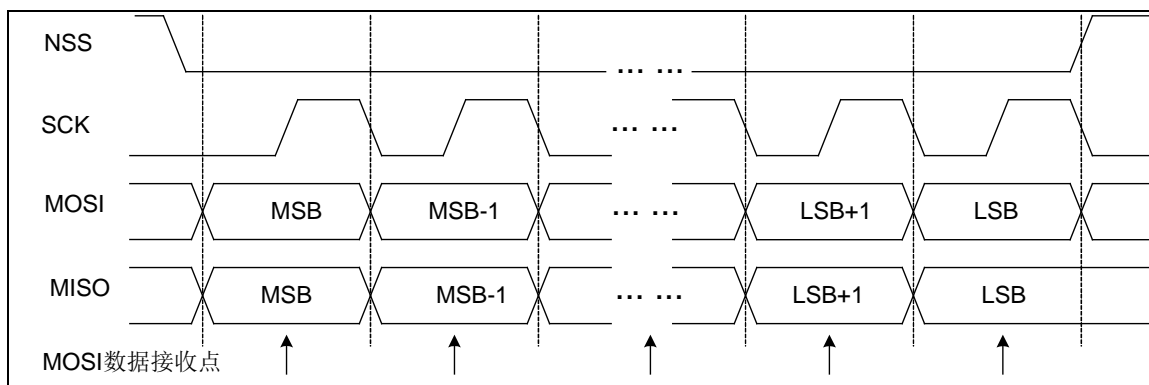 NSS
... ...
SCK
... ...
MOSI
MSB
MSB-1
... ...
LSB+1
LSB
MISO
MSB
MSB-1
... ...
LSB+1
LSB
MOSI数据接收点